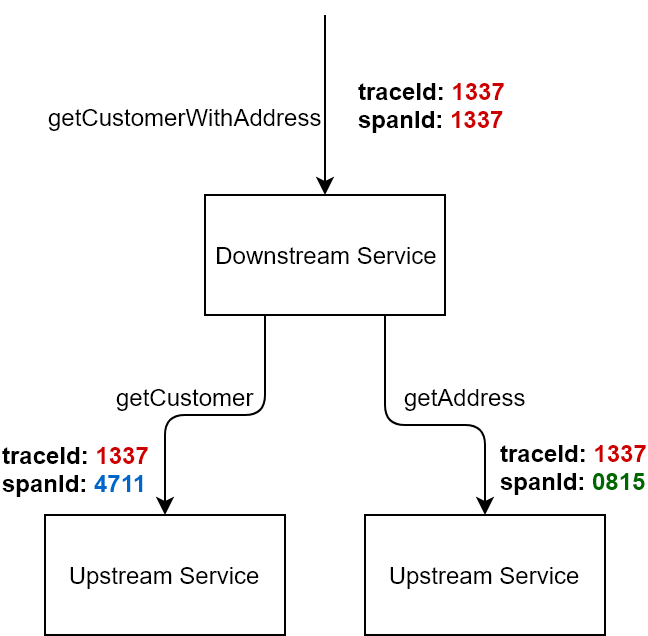 getCustomerWithAddress
traceId: 1337
spanId: 1337
Downstream Service
getCustomer
getAddress
traceId: 1337
spanId: 4711
traceId: 1337
spanId: 0815
Upstream Service
Upstream Service